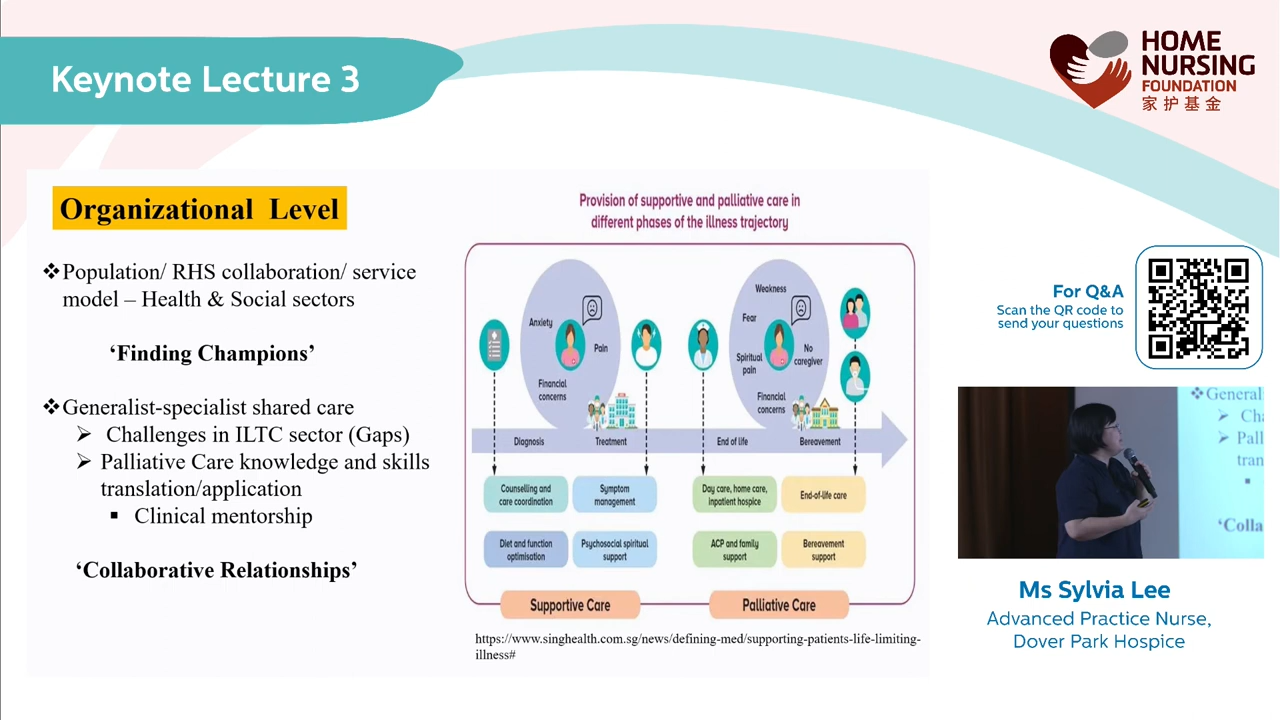 Keynote Lecture 3
HOME
NURSING
FOUNDATION
家护基金
Organizational Level
❖Population/ RHS collaboration/ service
model – Health & Social sectors
‘Finding Champions’
❖Generalist-specialist shared care
➢ Challenges in ILTC sector (Gaps)
➢ Palliative Care knowledge and skills
translation/application
▪ Clinical mentorship
‘Collaborative Relationships’
Provision of supportive and palliative care in
different phases of the illness trajectory
Anxiety
Pain
Financial
concerns
Weakness
Fear
No
caregiver
Spiritual
pain
Financial
concerns
Diagnosis
Treatment
End of life
Bereavement
Counselling and
care coordination
Symptom
management
Day care, home care,
inpatient hospice
End-of-life care
Diet and function
optimisation
Psychosocial spiritual
support
ACP and family
support
Bereavement
support
Supportive Care
Palliative Care
https://www.singhealth.com.sg/news/defining-med/supporting-patients-life-limiting-
illness#
For Q&A
Scan the QR code to
send your questions
❖General
➢ Cha
➢ Pall
tran
▪
‘Colla
Ms Sylvia Lee
Advanced Practice Nurse,
Dover Park Hospice